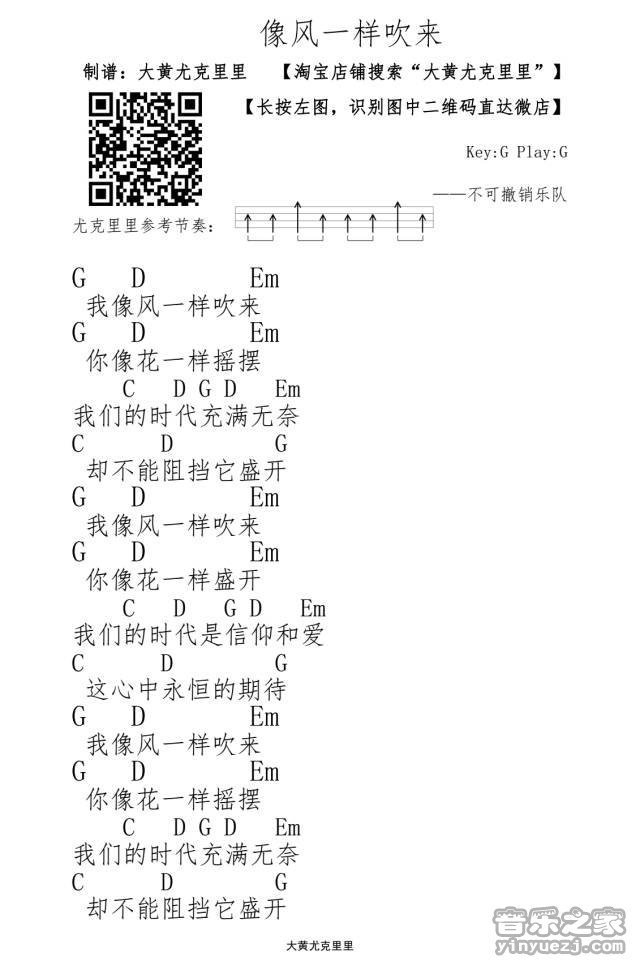 像风一样吹来
制谱：大黄尤克里里 【淘宝店铺搜索“大黄尤克里里”】
【长按左图，识别图中二维码直达微店】
Key:G Play:G
——不可撤销乐队
尤克里里参考节奏：
G D Em
我像风一样吹来
G D Em
你像花一样摇摆
C D G D Em
我们的时代充满无奈
C D G
却不能阻挡它盛开
G D Em
我像风一样吹来
G D Em
你像花一样盛开
C D G D Em
我们的时代是信仰和爱
C D G
这心中永恒的期待
G D Em
我像风一样吹来
G D Em
你像花一样摇摆
C D G D Em
我们的时代充满无奈
C D G
却不能阻挡它盛开
大黄尤克里里
音乐之家
yinyuezj.com